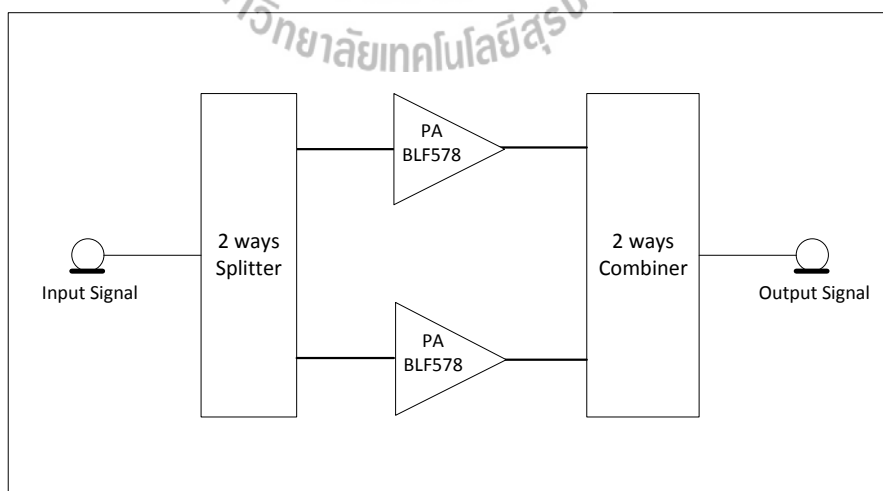 วิทยาลัยเทคโนโลยีสุร
PA
BLF578
2 ways
Splitter
2 ways
Combiner
Input Signal
Output Signal
PA
BLF578